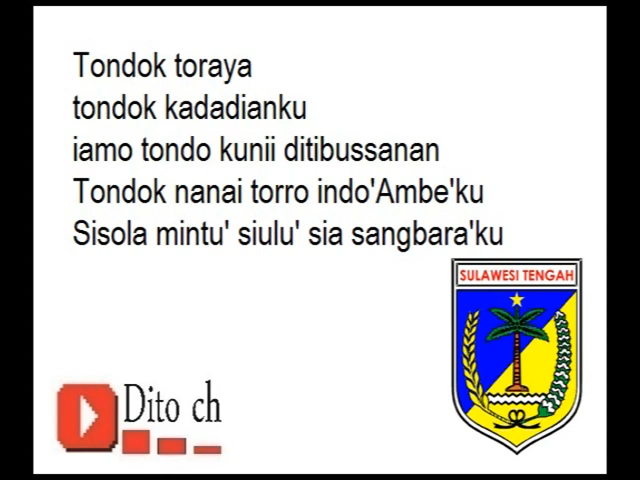 Tondok toraya
tondok kadadianku
iamo tondo kunii ditibussanan
Tondok nanai torro indo'Ambe'ku
Sisola mintu' siulu' sia sangbara'ku
SULAWESI TENGAH
Dito ch